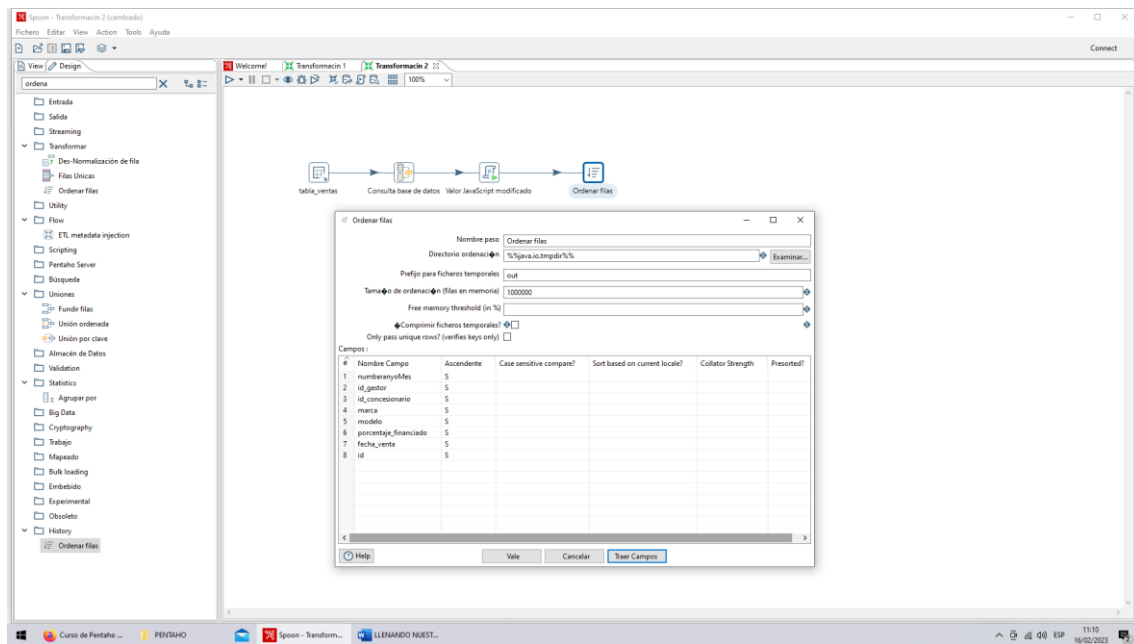 Spoon - Transformacin 2 (cambiado)
Fichero Editar View Action Tools Ayuda
Connect
View Design
Welcome! Transformacin 1 Transformacin 2
ordena
100%
Entrada
Salida
Streaming
Transformar
Des-Normalización de fila
Filas Unicas
Ordenar filas
Utility
Flow
ETL metadata injection
Scripting
Pentaho Server
Búsqueda
Uniones
Fundir filas
Unión ordenada
Unión por clave
Almacén de Datos
Validation
Statistics
Agrupar por
Big Data
Cryptography
Trabajo
Mapeado
Bulk loading
Embebido
Experimental
Obsoleto
History
Ordenar filas
tabla_ventas Consulta base de datos Valor JavaScript modificado Ordenar filas
Ordenar filas
Nombre paso Ordenar filas
Directorio ordenaci�n %%java.io.tmpdir%% Examinar...
Prefijo para ficheros temporales out
Tama�o de ordenaci�n (filas en memoria) 1000000
Free memory threshold (in %)
�Comprimir ficheros temporales?
Only pass unique rows? (verifies keys only)
Campos :
# Nombre Campo Ascendente Case sensitive compare? Sort based on current locale? Collator Strength Presorted?
1 numberanyoMes S
2 id_gestor S
3 id_concesionario S
4 marca S
5 modelo S
6 porcentaje_financiado S
7 fecha_venta S
8 id S
Help Vale Cancelar Traer Campos
Curso de Pentaho ... PENTAHO Spoon - Transform... LLENANDO NUEST... ESP 11:10
16/02/2023